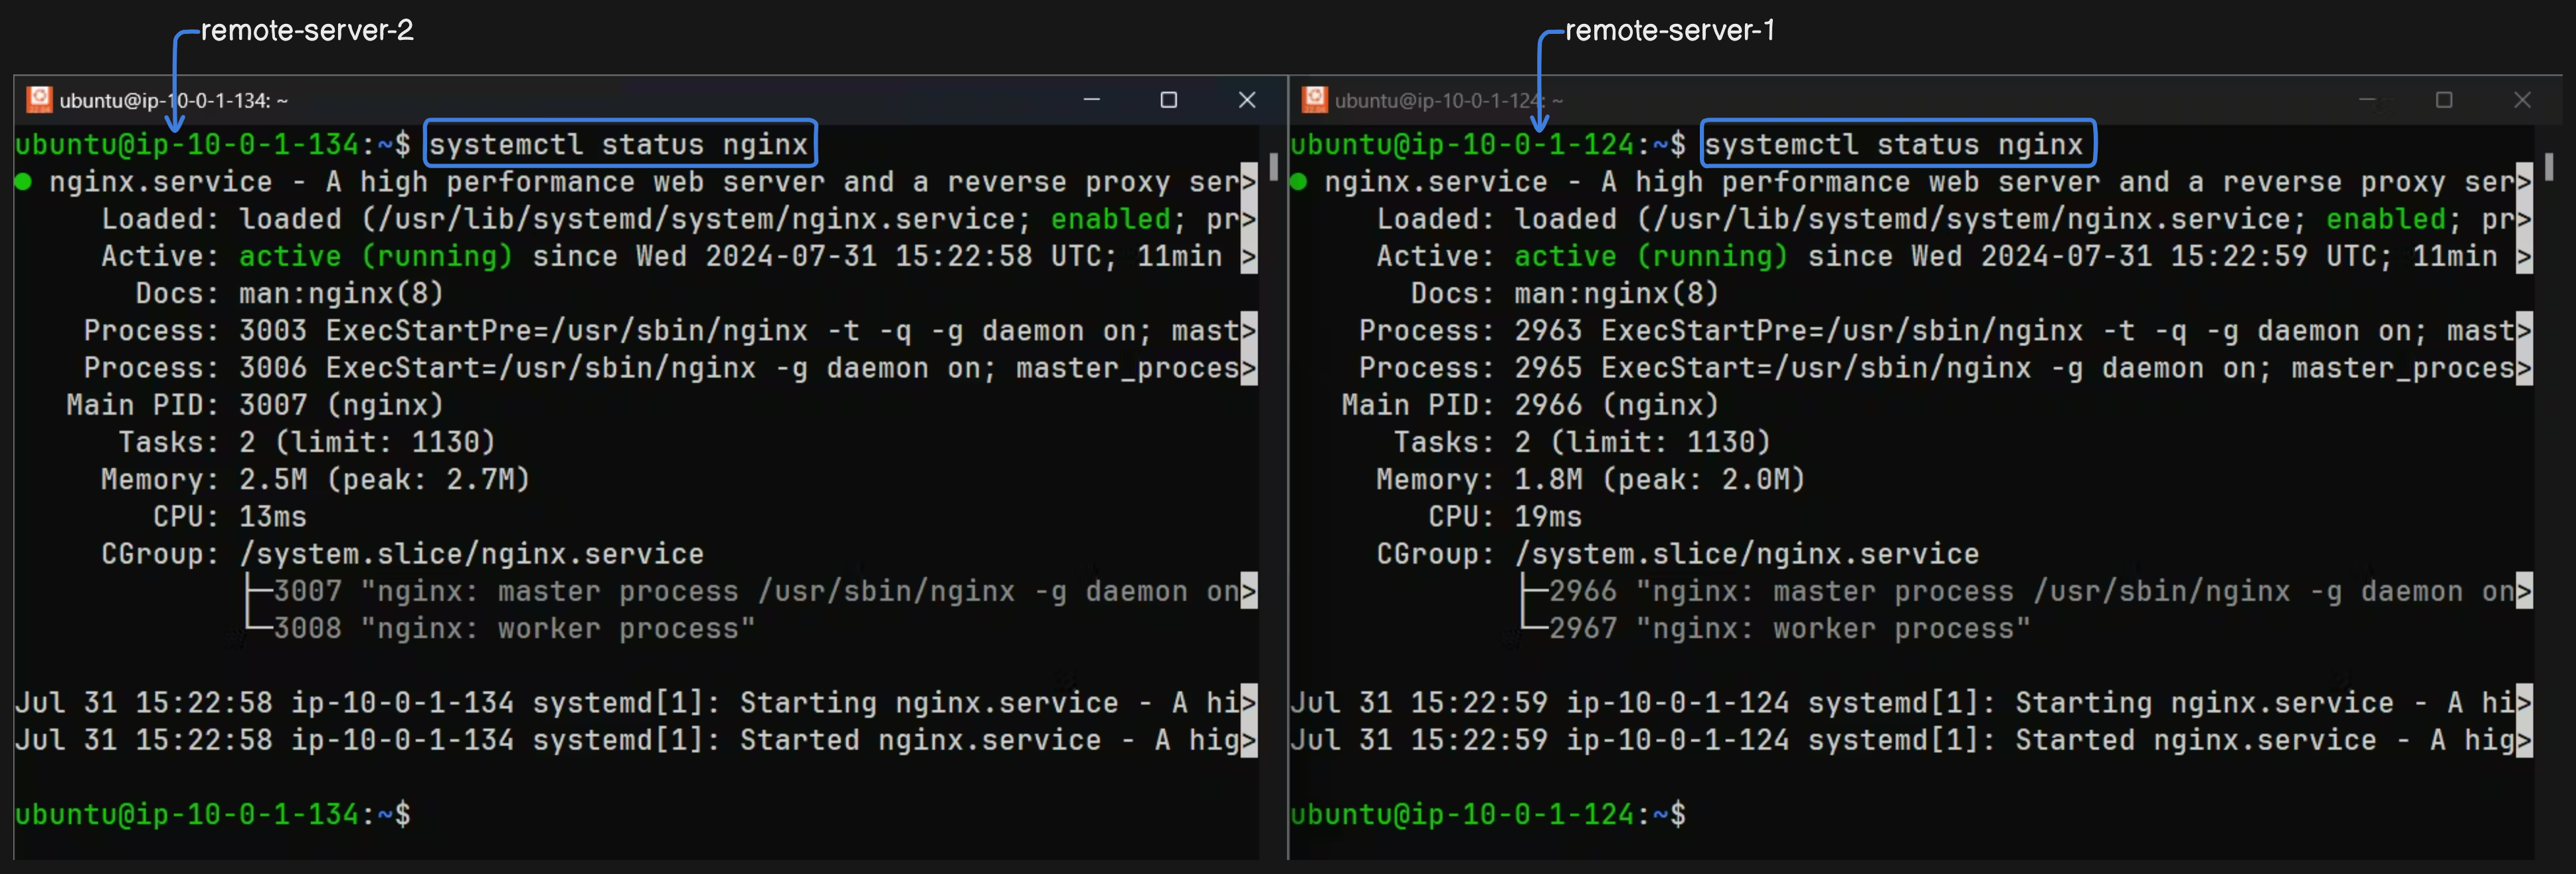 remote-server-2
ubuntu@ip-10-0-1-134: ~
ubuntu@ip-10-0-1-134:~$ systemctl status nginx
● nginx.service - A high performance web server and a reverse proxy ser>
Loaded: loaded (/usr/lib/systemd/system/nginx.service; enabled; pr>
Active: active (running) since Wed 2024-07-31 15:22:58 UTC; 11min >
Docs: man:nginx(8)
Process: 3003 ExecStartPre=/usr/sbin/nginx -t -q -g daemon on; mast>
Process: 3006 ExecStart=/usr/sbin/nginx -g daemon on; master_proces>
Main PID: 3007 (nginx)
Tasks: 2 (limit: 1130)
Memory: 2.5M (peak: 2.7M)
CPU: 13ms
CGroup: /system.slice/nginx.service
├─3007 "nginx: master process /usr/sbin/nginx -g daemon on>
└─3008 "nginx: worker process"
Jul 31 15:22:58 ip-10-0-1-134 systemd[1]: Starting nginx.service - A hi>
Jul 31 15:22:58 ip-10-0-1-134 systemd[1]: Started nginx.service - A hig>
ubuntu@ip-10-0-1-134:~$
remote-server-1
ubuntu@ip-10-0-1-124: ~
ubuntu@ip-10-0-1-124:~$ systemctl status nginx
● nginx.service - A high performance web server and a reverse proxy ser>
Loaded: loaded (/usr/lib/systemd/system/nginx.service; enabled; pr>
Active: active (running) since Wed 2024-07-31 15:22:59 UTC; 11min >
Docs: man:nginx(8)
Process: 2963 ExecStartPre=/usr/sbin/nginx -t -q -g daemon on; mast>
Process: 2965 ExecStart=/usr/sbin/nginx -g daemon on; master_proces>
Main PID: 2966 (nginx)
Tasks: 2 (limit: 1130)
Memory: 1.8M (peak: 2.0M)
CPU: 19ms
CGroup: /system.slice/nginx.service
├─2966 "nginx: master process /usr/sbin/nginx -g daemon on>
└─2967 "nginx: worker process"
Jul 31 15:22:59 ip-10-0-1-124 systemd[1]: Starting nginx.service - A hi>
Jul 31 15:22:59 ip-10-0-1-124 systemd[1]: Started nginx.service - A hig>
ubuntu@ip-10-0-1-124:~$